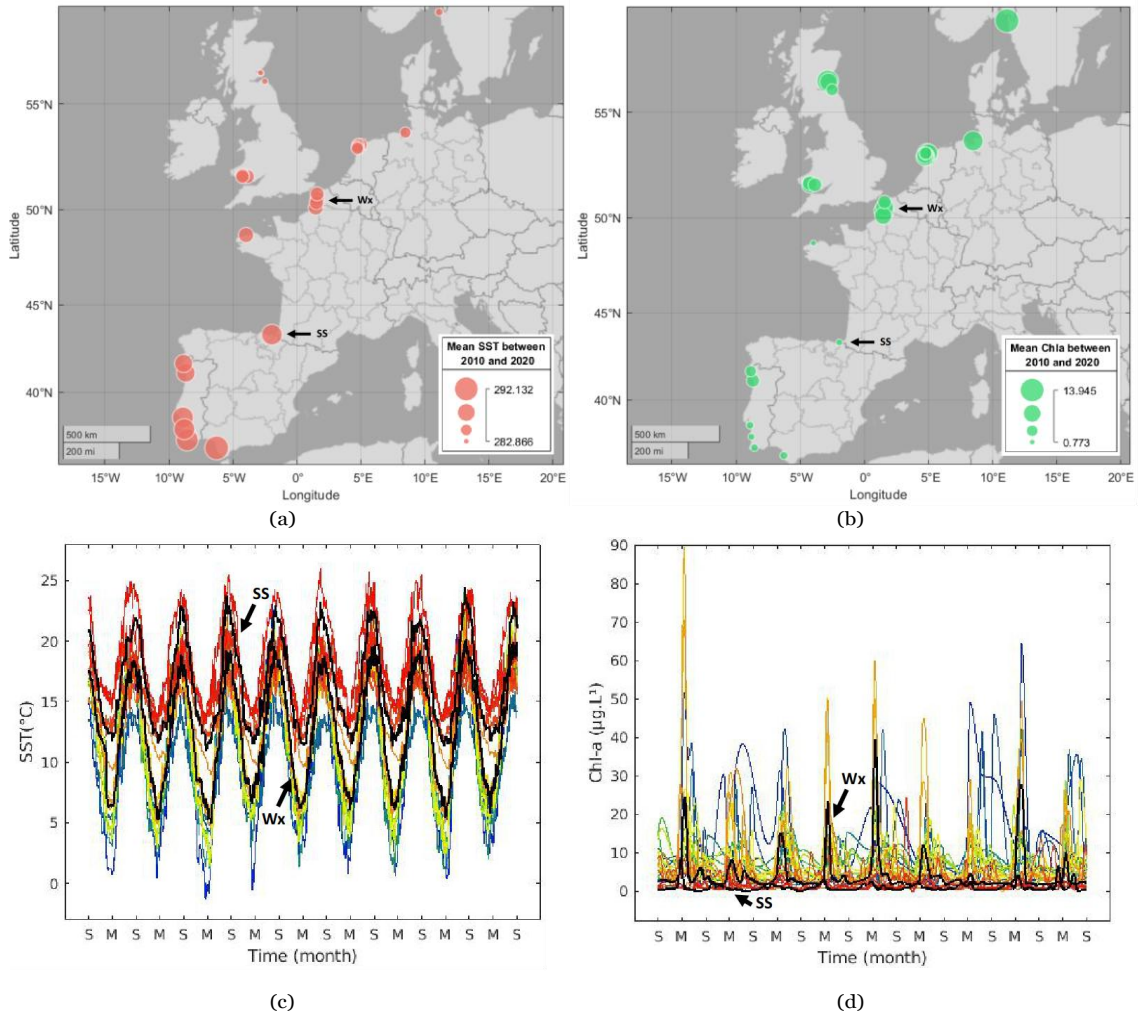 55°N
50°N
45°N
40°N
Latitude
Wx
SS
Mean SST between
2010 and 2020
292.132
282.866
500 km
200 mi
15°W 10°W 5°W 0° 5°E 10°E 15°E 20°E
Longitude
(a)
55°N
50°N
45°N
40°N
Latitude
Wx
SS
Mean Chla between
2010 and 2020
13.945
0.773
500 km
200 mi
15°W 10°W 5°W 0° 5°E 10°E 15°E 20°E
Longitude
(b)
25
20
15
10
5
0
SST(°C)
SS
Wx
S M S M S M S M S M S M S M S M S M S
Time (month)
(c)
90
80
70
60
50
40
30
20
10
0
Chl-a (µg.L¹)
Wx
SS
S M S M S M S M S M S M S M S M S M S
Time (month)
(d)